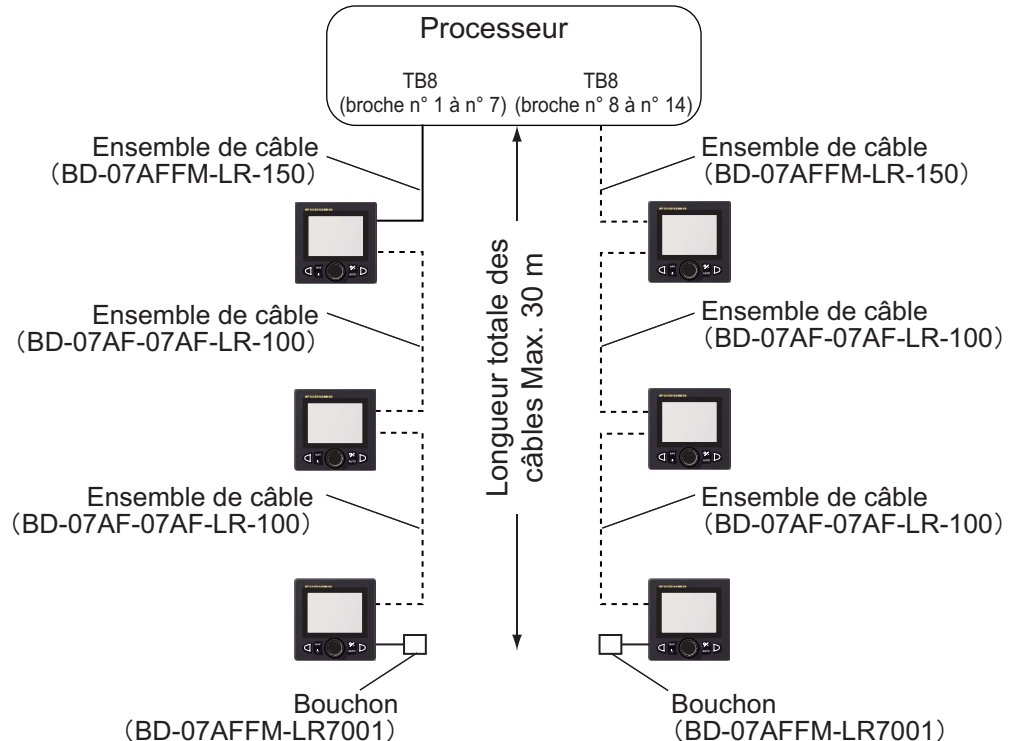 Processeur
TB8
(broche n° 1 à n° 7)
TB8
(broche n° 8 à n° 14)
Ensemble de câble
(BD-07AFFM-LR-150)
Ensemble de câble
(BD-07AFFM-LR-150)
Longueur totale des
câbles Max. 30 m
Ensemble de câble
(BD-07AF-07AF-LR-100)
Ensemble de câble
(BD-07AF-07AF-LR-100)
Ensemble de câble
(BD-07AF-07AF-LR-100)
Ensemble de câble
(BD-07AF-07AF-LR-100)
Bouchon
(BD-07AFFM-LR7001)
Bouchon
(BD-07AFFM-LR7001)